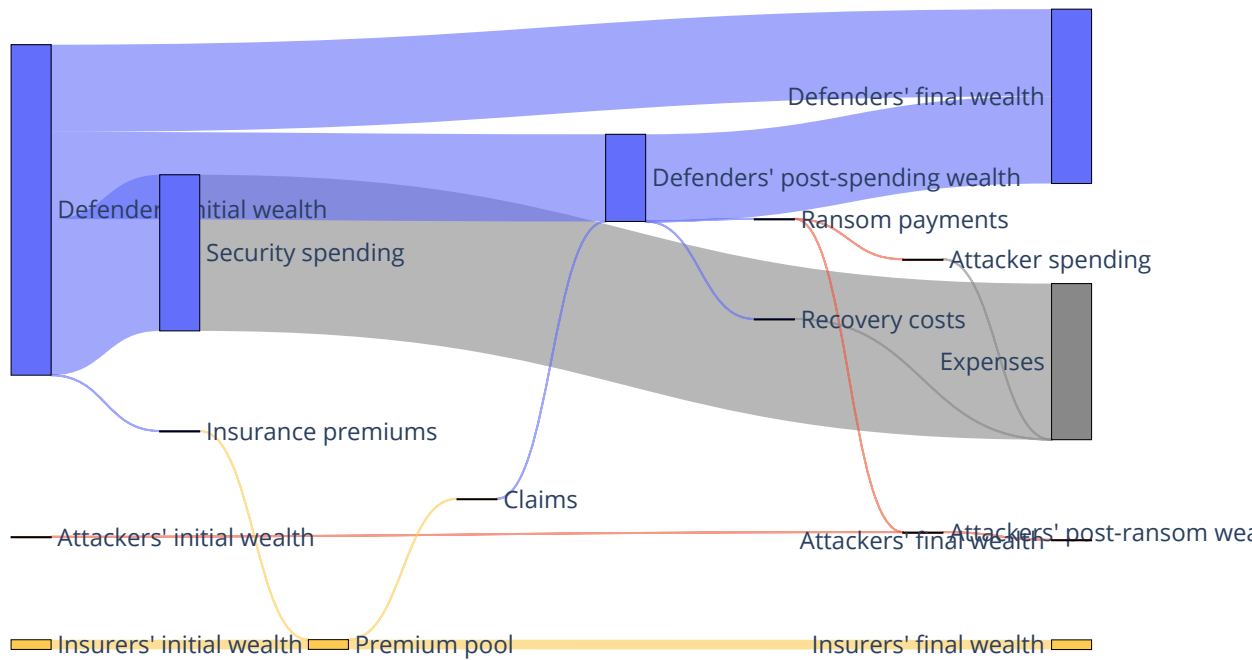 Defenders' final wealth
Defenders' post-spending wealth
Defenders' initial wealth
Ransom payments
Security spending
Attacker spending
Recovery costs
Expenses
Insurance premiums
Claims
Attackers' initial wealth
Attackers' post-ransom wea
Attackers' final wealth
Insurers' initial wealth
Premium pool
Insurers' final wealth